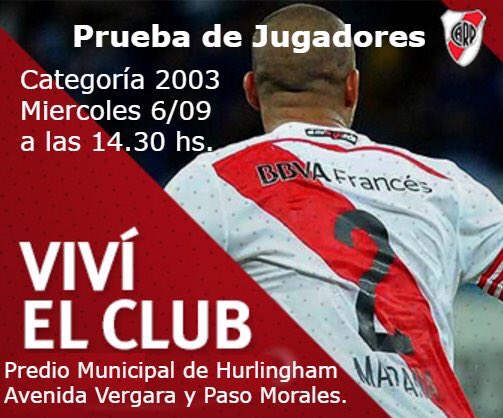 Prueba de Jugadores
CARP
Categoría 2003
Miercoles 6/09
a las 14.30 hs.
BBVA Francés
2
VIVÍ
EL CLUB
Predio Municipal de Hurlingham
Avenida Vergara y Paso Morales.